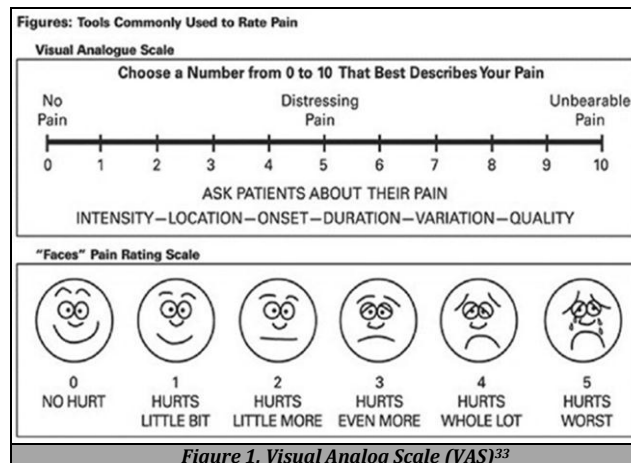 Figures: Tools Commonly Used to Rate Pain
Visual Analogue Scale
Choose a Number from 0 to 10 That Best Describes Your Pain
No Pain
Distressing Pain
Unbearable Pain
0 1 2 3 4 5 6 7 8 9 10
ASK PATIENTS ABOUT THEIR PAIN
INTENSITY—LOCATION—ONSET—DURATION—VARIATION—QUALITY
"Faces" Pain Rating Scale
0 1 2 3 4 5
NO HURT
HURTS LITTLE BIT
HURTS LITTLE MORE
HURTS EVEN MORE
HURTS WHOLE LOT
HURTS WORST
Figure 1. Visual Analog Scale (VAS)33